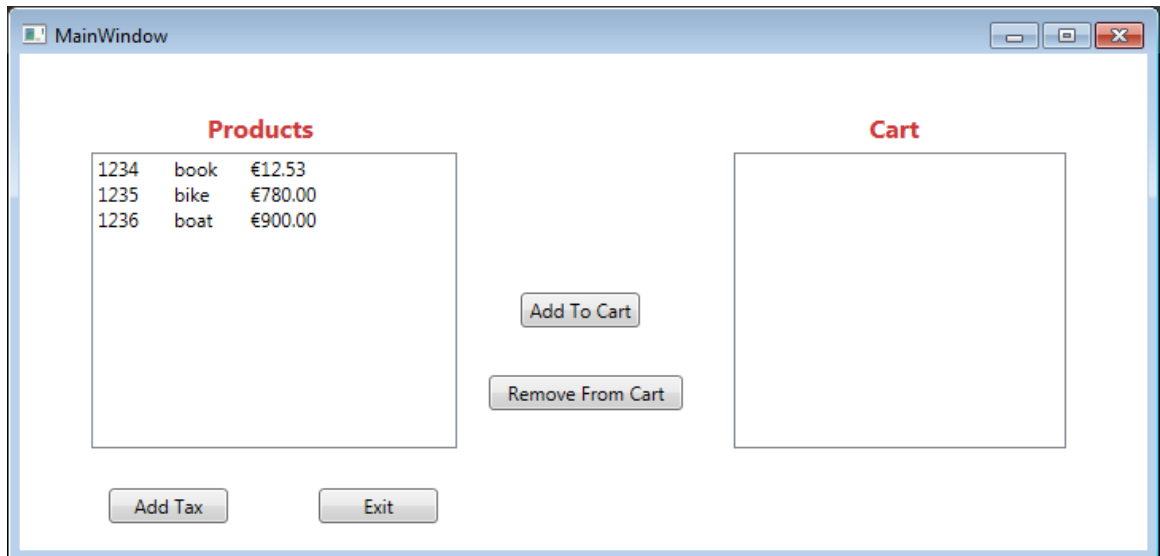 MainWindow
Products
Cart
1234 book €12.53
1235 bike €780.00
1236 boat €900.00
Add To Cart
Remove From Cart
Add Tax
Exit